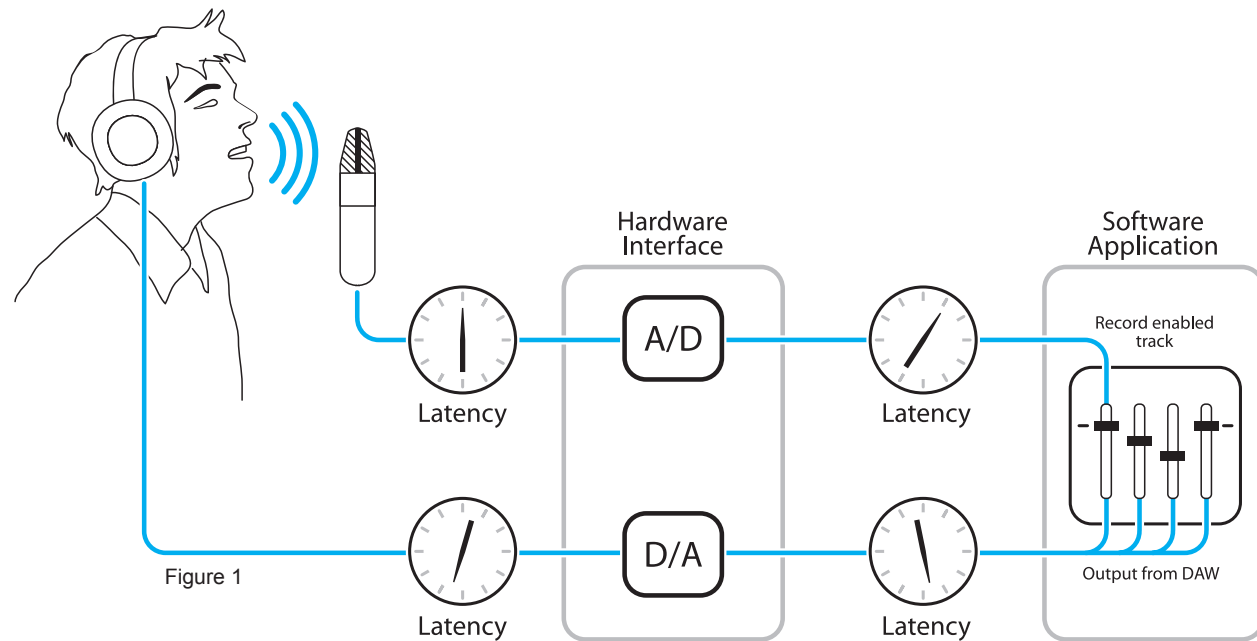 Hardware
Interface
Software
Application
A/D
Record enabled
track
Latency
Latency
D/A
Figure 1
Output from DAW
Latency
Latency